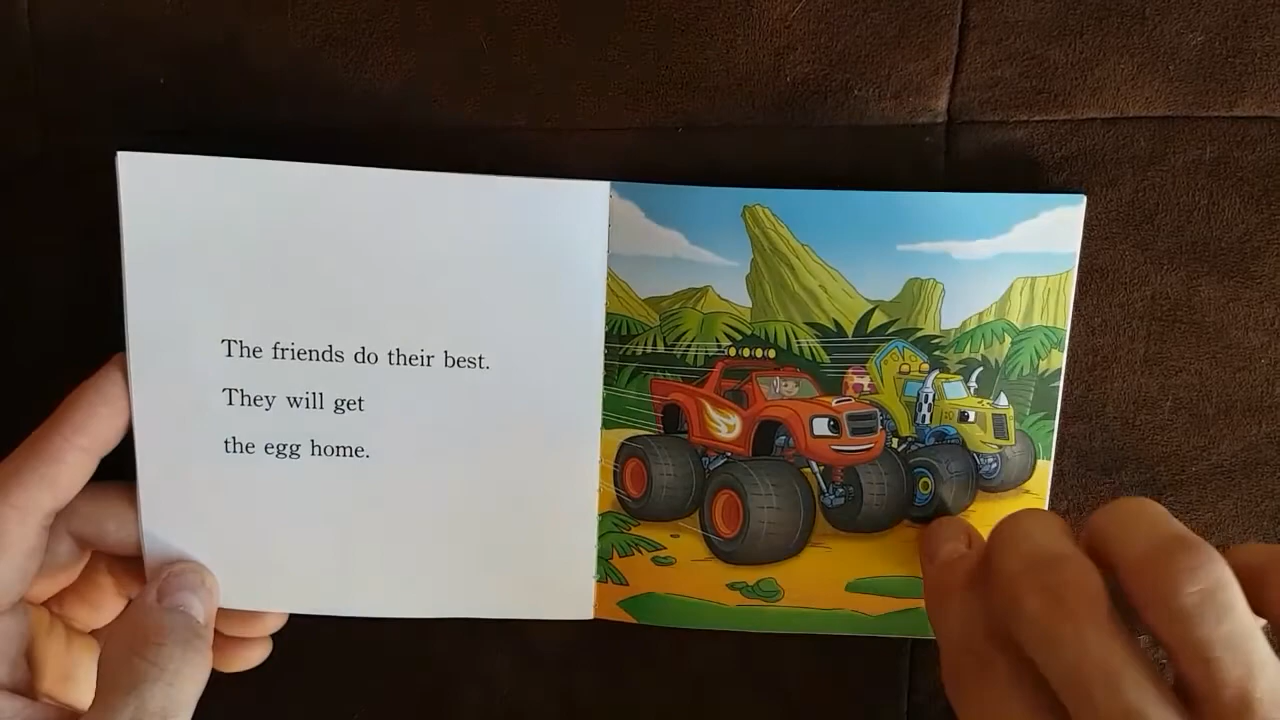 The friends do their best.
They will get
the egg home.